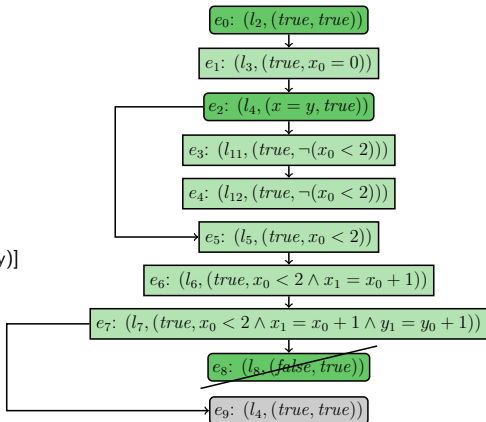 e₀: (l₂, (true, true))
e₁: (l₃, (true, x₀ = 0))
e₂: (l₄, (x = y, true))
e₃: (l₁₁, (true, ¬(x₀ < 2)))
e₄: (l₁₂, (true, ¬(x₀ < 2)))
e₅: (l₅, (true, x₀ < 2))
y)]
e₆: (l₆, (true, x₀ < 2 ∧ x₁ = x₀ + 1))
e₇: (l₇, (true, x₀ < 2 ∧ x₁ = x₀ + 1 ∧ y₁ = y₀ + 1))
e₈: (l₈, (false, true))
e₉: (l₄, (true, true))